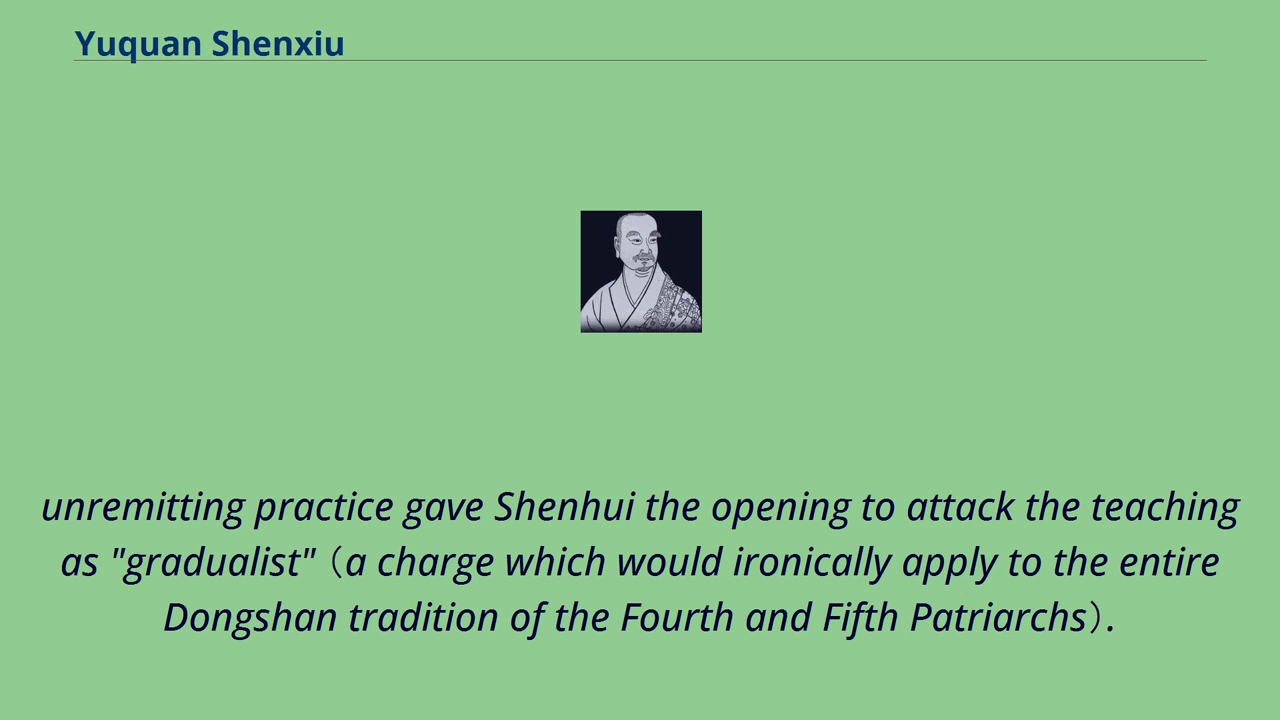 Yuquan Shenxiu
unremitting practice gave Shenhui the opening to attack the teaching
as "gradualist"（a charge which would ironically apply to the entire
Dongshan tradition of the Fourth and Fifth Patriarchs）.